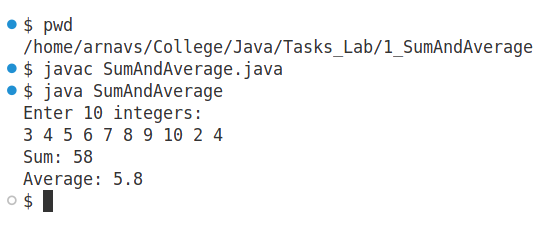 $ pwd
/home/arnavs/College/Java/Tasks_Lab/1_SumAndAverage
$ javac SumAndAverage.java
$ java SumAndAverage
Enter 10 integers:
3 4 5 6 7 8 9 10 2 4
Sum: 58
Average: 5.8
$